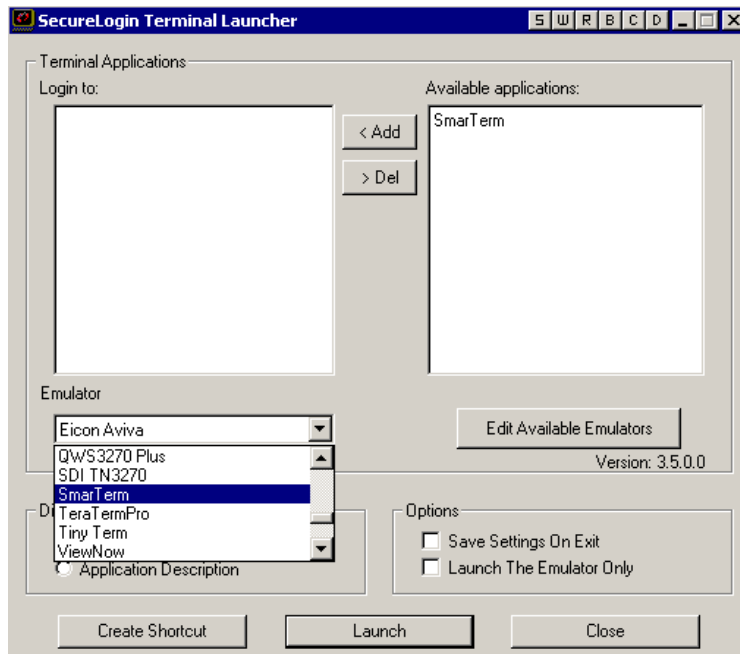 SecureLogin Terminal Launcher
S W R B C D
Terminal Applications
Login to:
Available applications:
< Add
> Del
SmarTerm
Emulator
Eicon Aviva
QWS3270 Plus
SDI TN3270
SmarTerm
TeraTermPro
Tiny Term
ViewNow
Edit Available Emulators
Version: 3.5.0.0
Di
Application Description
Options
Save Settings On Exit
Launch The Emulator Only
Create Shortcut
Launch
Close